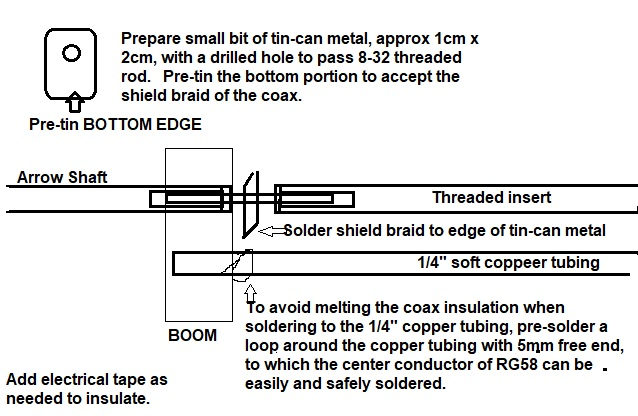 Prepare small bit of tin-can metal, approx 1cm x
2cm, with a drilled hole to pass 8-32 threaded
rod. Pre-tin the bottom portion to accept the
shield braid of the coax.
Pre-tin BOTTOM EDGE
Arrow Shaft
Threaded insert
Solder shield braid to edge of tin-can metal
1/4" soft coppeer tubing
To avoid melting the coax insulation when
soldering to the 1/4" copper tubing, pre-solder a
loop around the copper tubing with 5mm free end,
to which the center conductor of RG58 can be
easily and safely soldered.
BOOM
Add electrical tape as
needed to insulate.